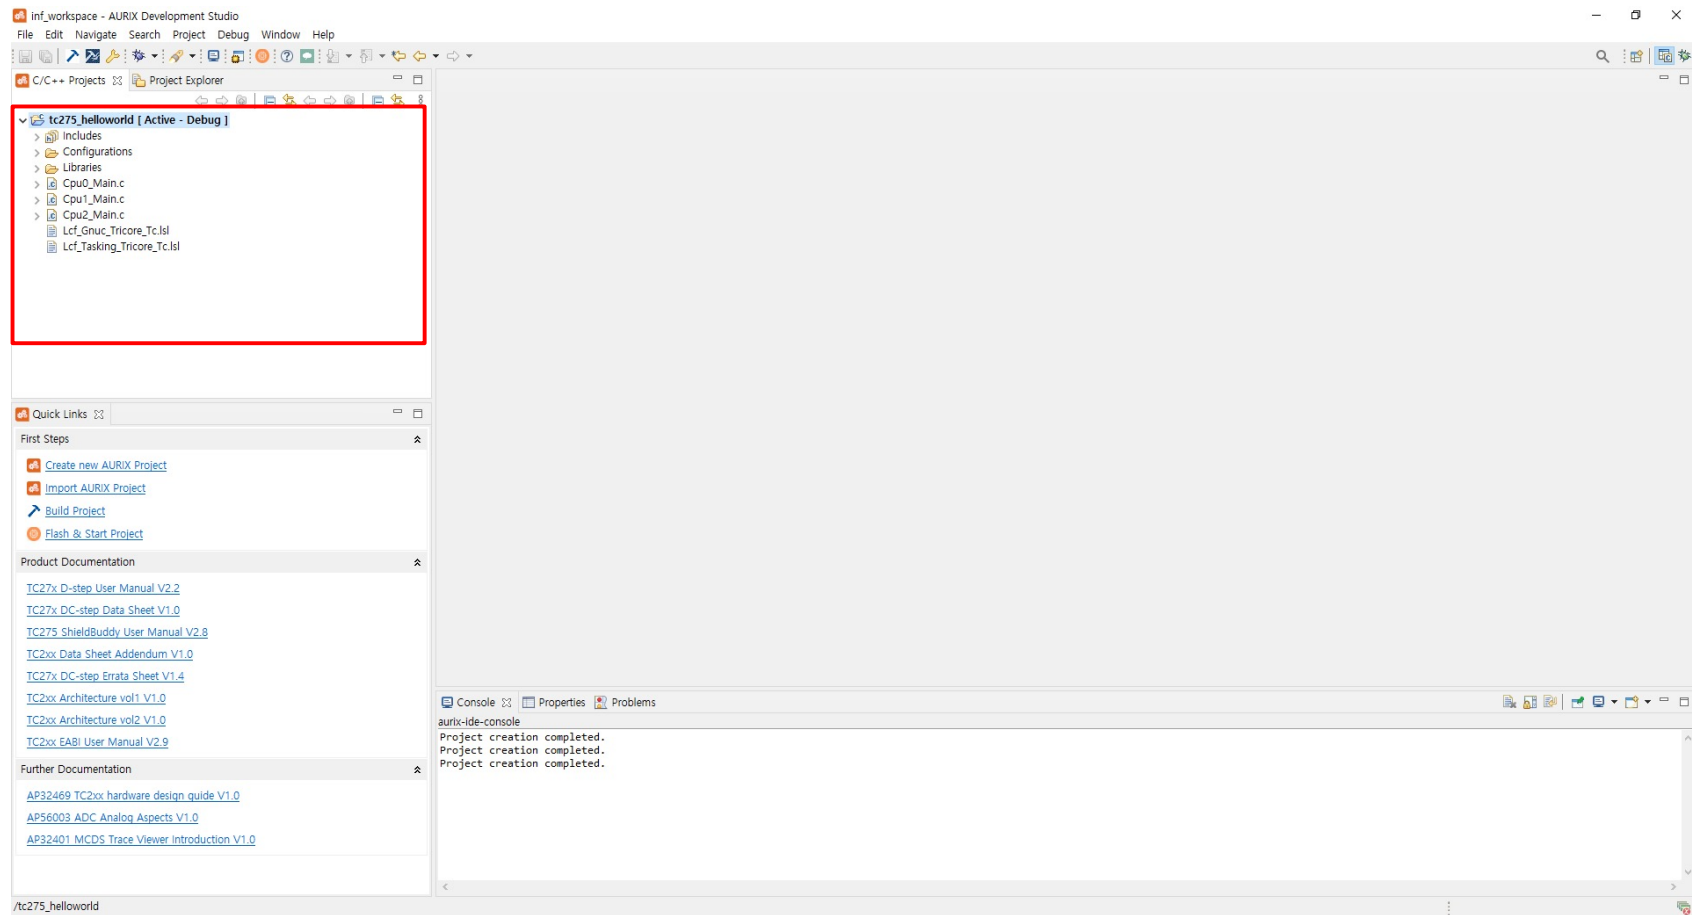 inf_workspace - AURIX Development Studio
File Edit Navigate Search Project Debug Window Help
C/C++ Projects Project Explorer
tc275_helloworld [ Active - Debug ]
Includes
Configurations
Libraries
Cpu0_Main.c
Cpu1_Main.c
Cpu2_Main.c
Lcf_Gnuc_Tricore_Tc.lsl
Lcf_Tasking_Tricore_Tc.lsl
Quick Links
First Steps
Create new AURIX Project
Import AURIX Project
Build Project
Flash & Start Project
Product Documentation
TC27x D-step User Manual V2.2
TC27x DC-step Data Sheet V1.0
TC275 ShieldBuddy User Manual V2.8
TC2xx Data Sheet Addendum V1.0
TC27x DC-step Errata Sheet V1.4
TC2xx Architecture vol1 V1.0
TC2xx Architecture vol2 V1.0
TC2xx EABI User Manual V2.9
Further Documentation
AP32469 TC2xx hardware design guide V1.0
AP56003 ADC Analog Aspects V1.0
AP32401 MCDS Trace Viewer Introduction V1.0
Console Properties Problems
aurix-ide-console
Project creation completed.
Project creation completed.
Project creation completed.
/tc275_helloworld